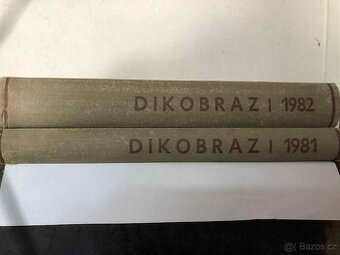 DIKOBRAZ | 1982
DIKOBRAZ | 1981
Bazos.cz